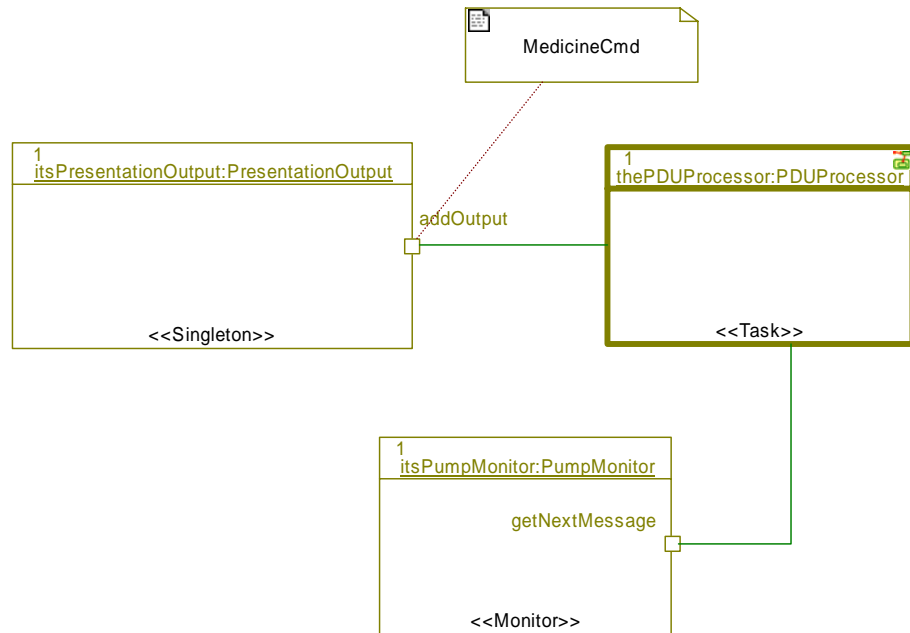 MedicineCmd
1
itsPresentationOutput:PresentationOutput
1
thePDUProcessor:PDUProcessor
addOutput
<<Singleton>>
<<Task>>
1
itsPumpMonitor:PumpMonitor
getNextMessage
<<Monitor>>